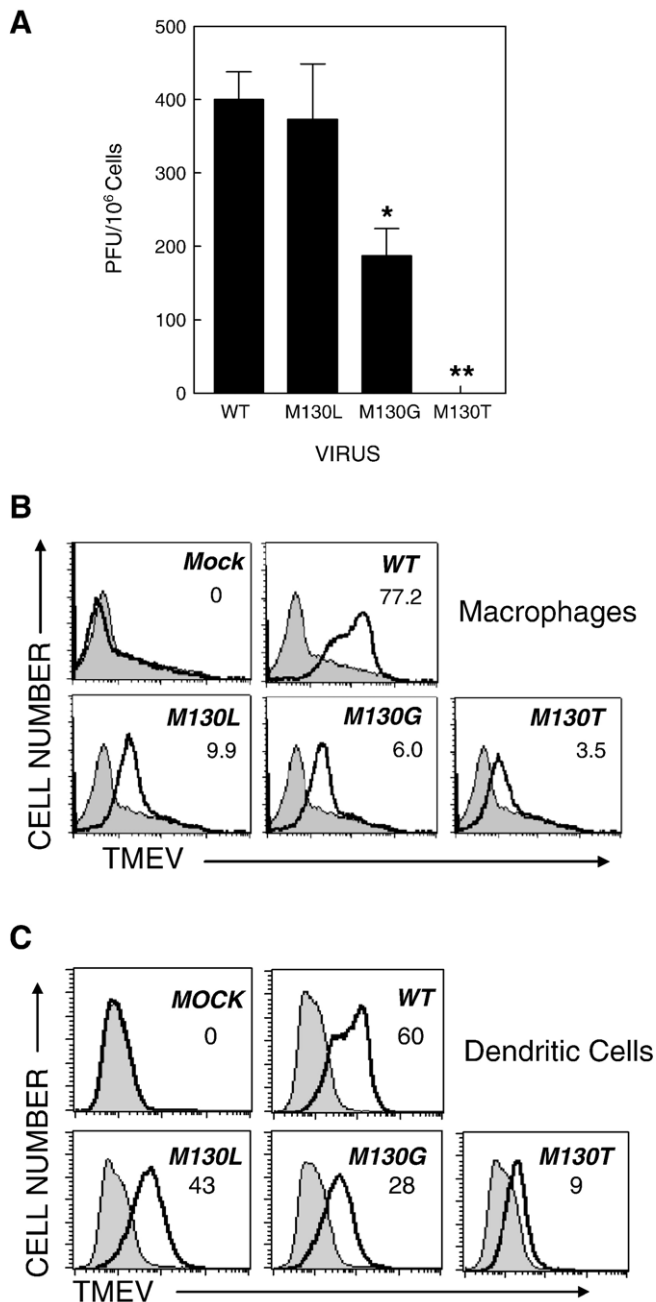 A
500
400
300
200
100
0
PFU/10⁶ Cells
*
**
WT M130L M130G M130T
VIRUS
B
CELL NUMBER
Mock
0
WT
77.2
Macrophages
M130L
9.9
M130G
6.0
M130T
3.5
TMEV
C
CELL NUMBER
MOCK
0
WT
60
Dendritic Cells
M130L
43
M130G
28
M130T
9
TMEV